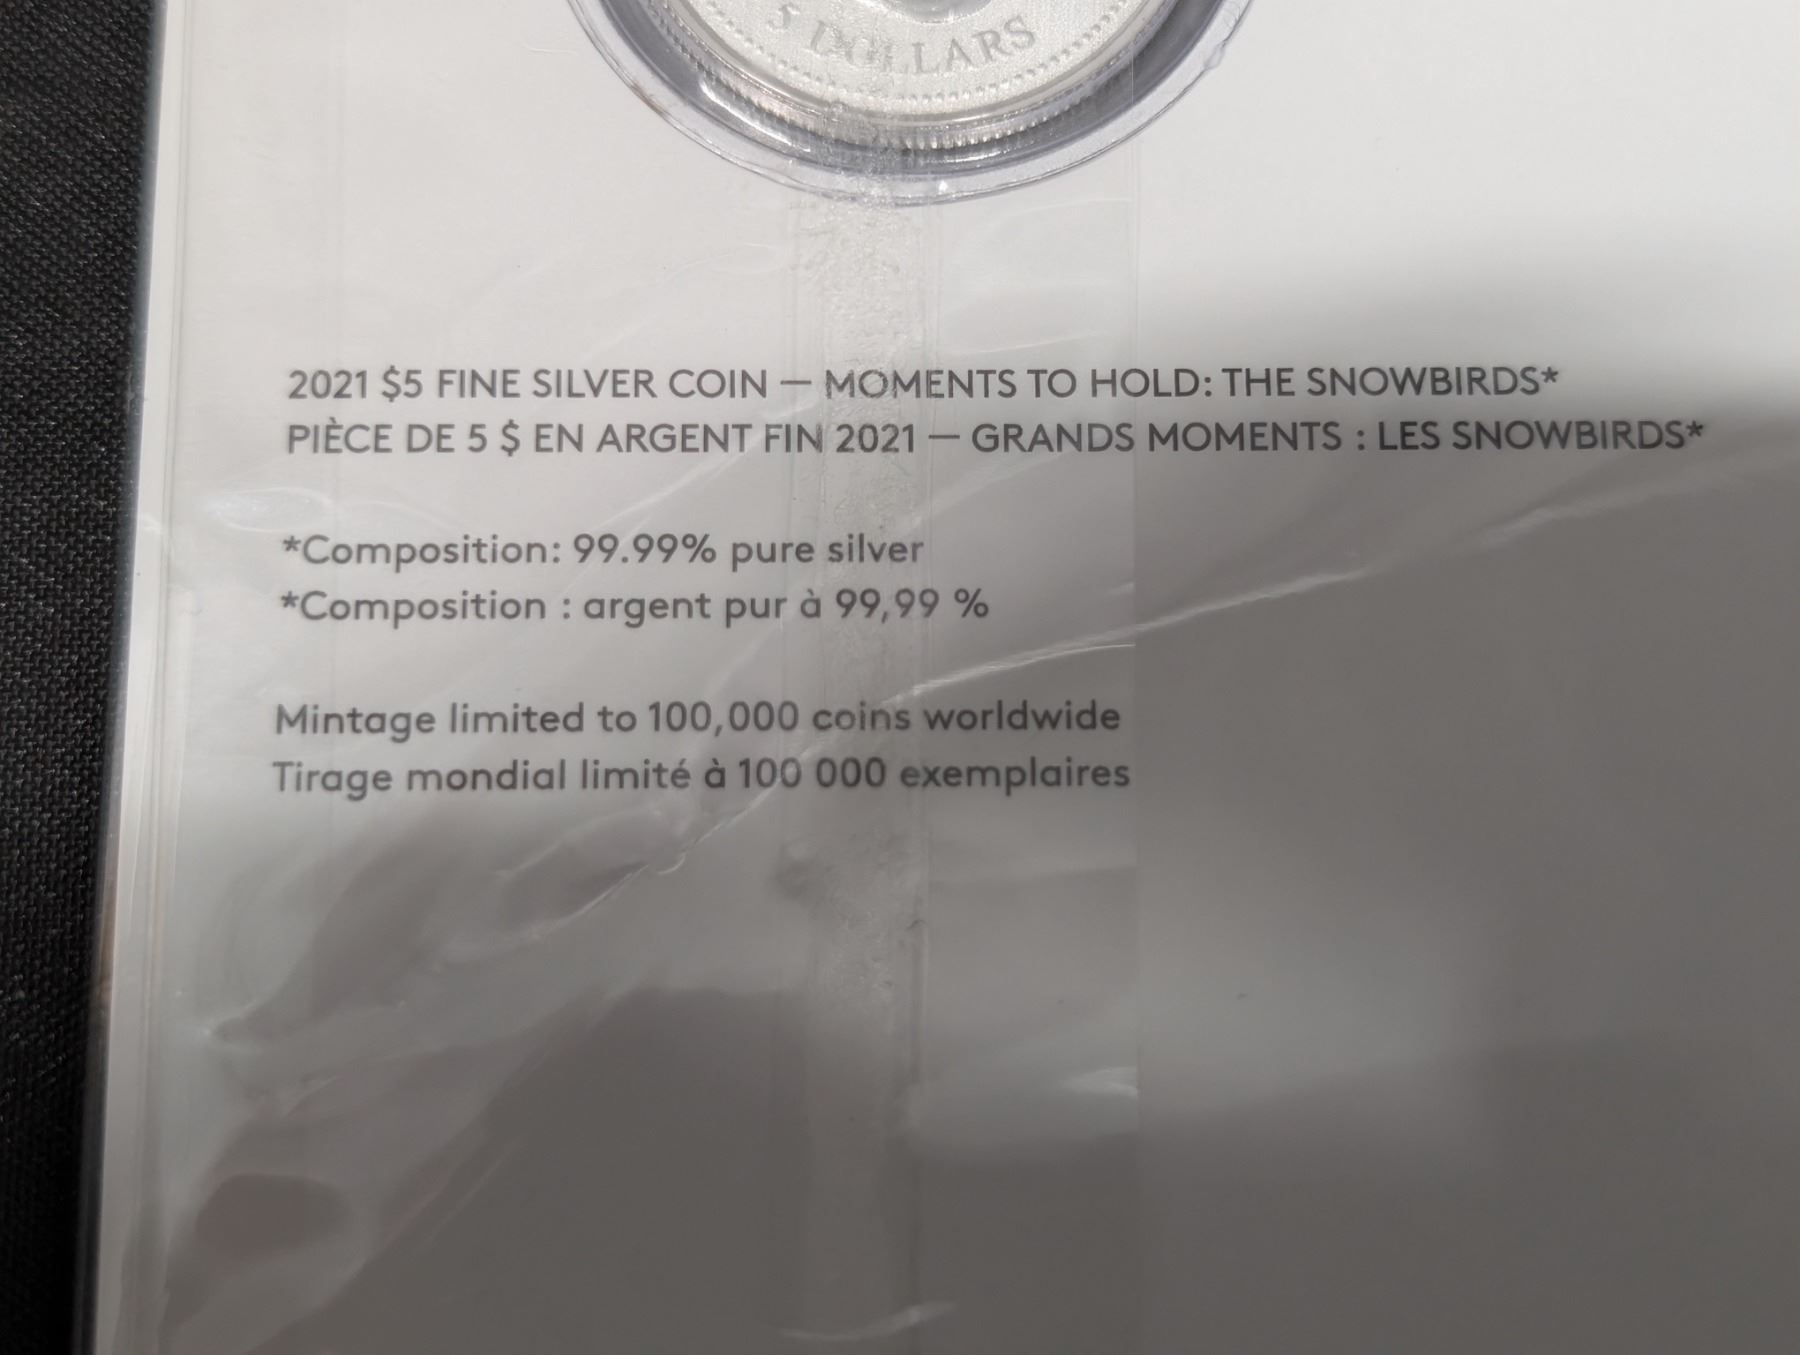 5 DOLLARS
2021 $5 FINE SILVER COIN — MOMENTS TO HOLD: THE SNOWBIRDS*
PIÈCE DE 5 $ EN ARGENT FIN 2021 — GRANDS MOMENTS : LES SNOWBIRDS*
*Composition: 99.99% pure silver
*Composition : argent pur à 99,99 %
Mintage limited to 100,000 coins worldwide
Tirage mondial limité à 100 000 exemplaires